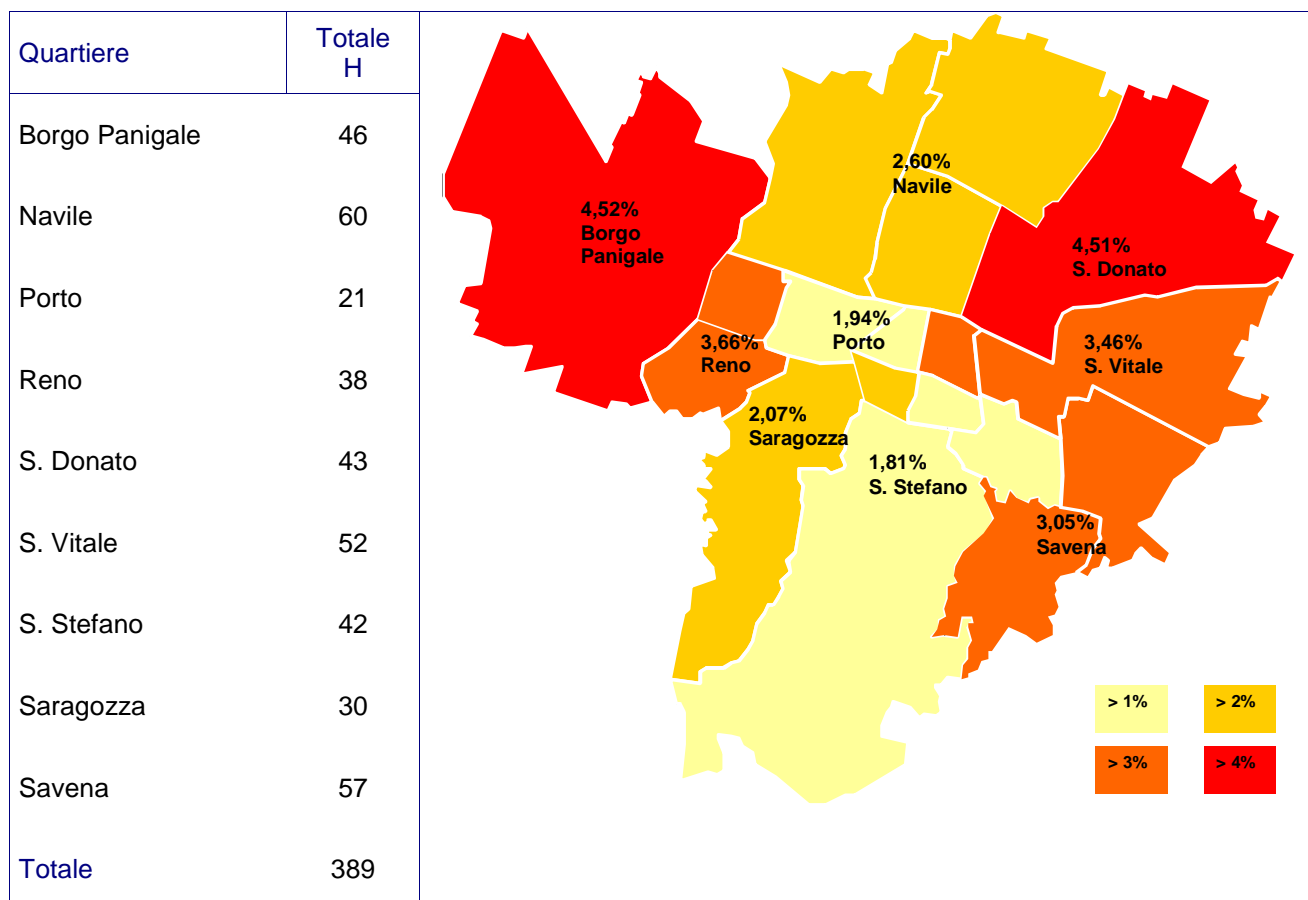 Quartiere
Totale
H
Borgo Panigale 46
Navile 60
Porto 21
Reno 38
S. Donato 43
S. Vitale 52
S. Stefano 42
Saragozza 30
Savena 57
Totale 389
2,60%
Navile
4,52%
Borgo
Panigale
4,51%
S. Donato
1,94%
Porto
3,66%
Reno
3,46%
S. Vitale
2,07%
Saragozza
1,81%
S. Stefano
3,05%
Savena
> 1%
> 2%
> 3%
> 4%